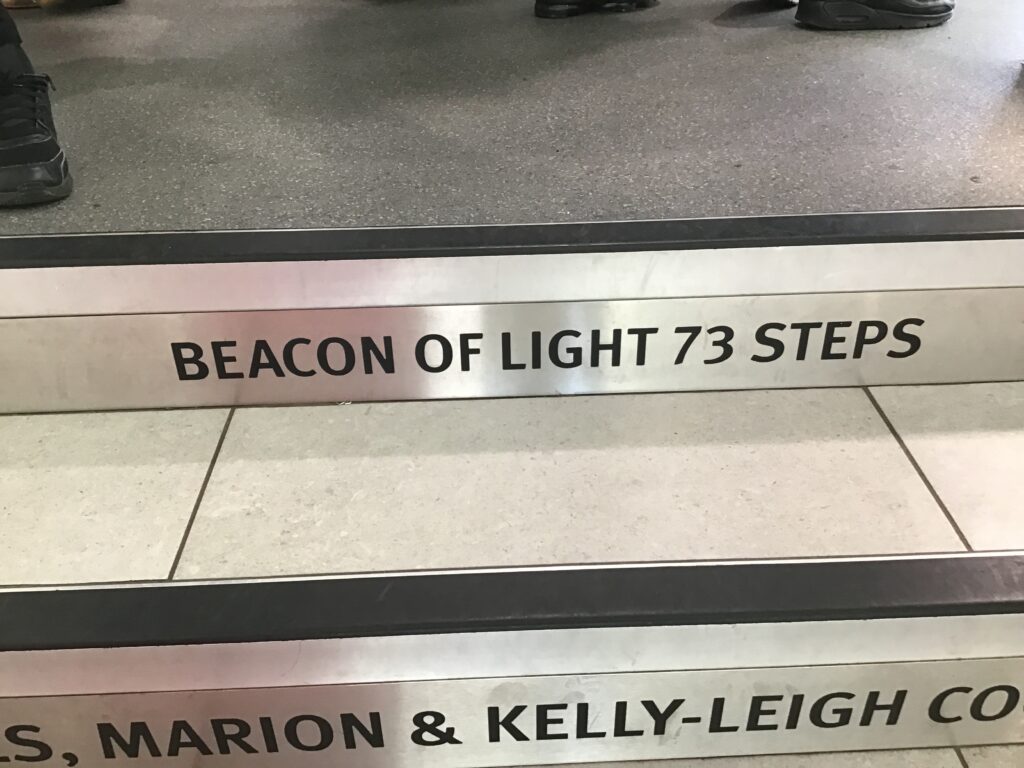 BEACON OF LIGHT 73 STEPS
MARION & KELLY-LEIGH